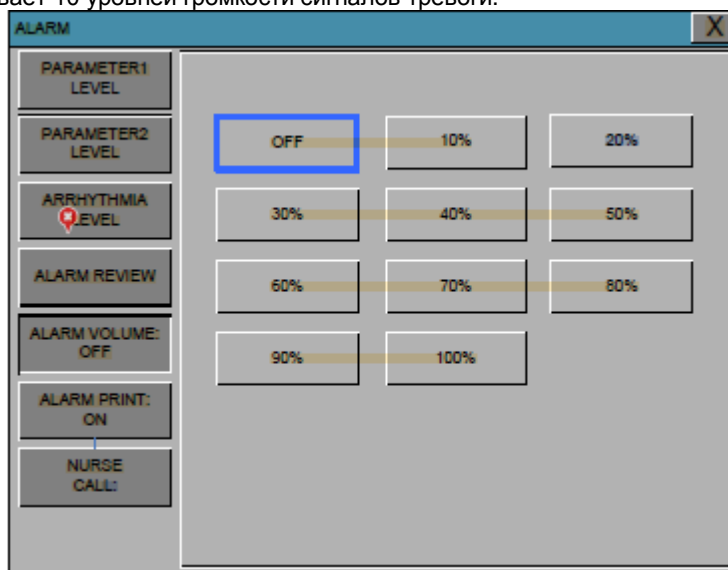 вает 10 уровней громкости сигналов тревоги.
ALARM
X
PARAMETER1
LEVEL
PARAMETER2
LEVEL
ARRHYTHMIA
LEVEL
ALARM REVIEW
ALARM VOLUME:
OFF
ALARM PRINT:
ON
NURSE
CALL:
OFF 10% 20%
30% 40% 50%
60% 70% 80%
90% 100%